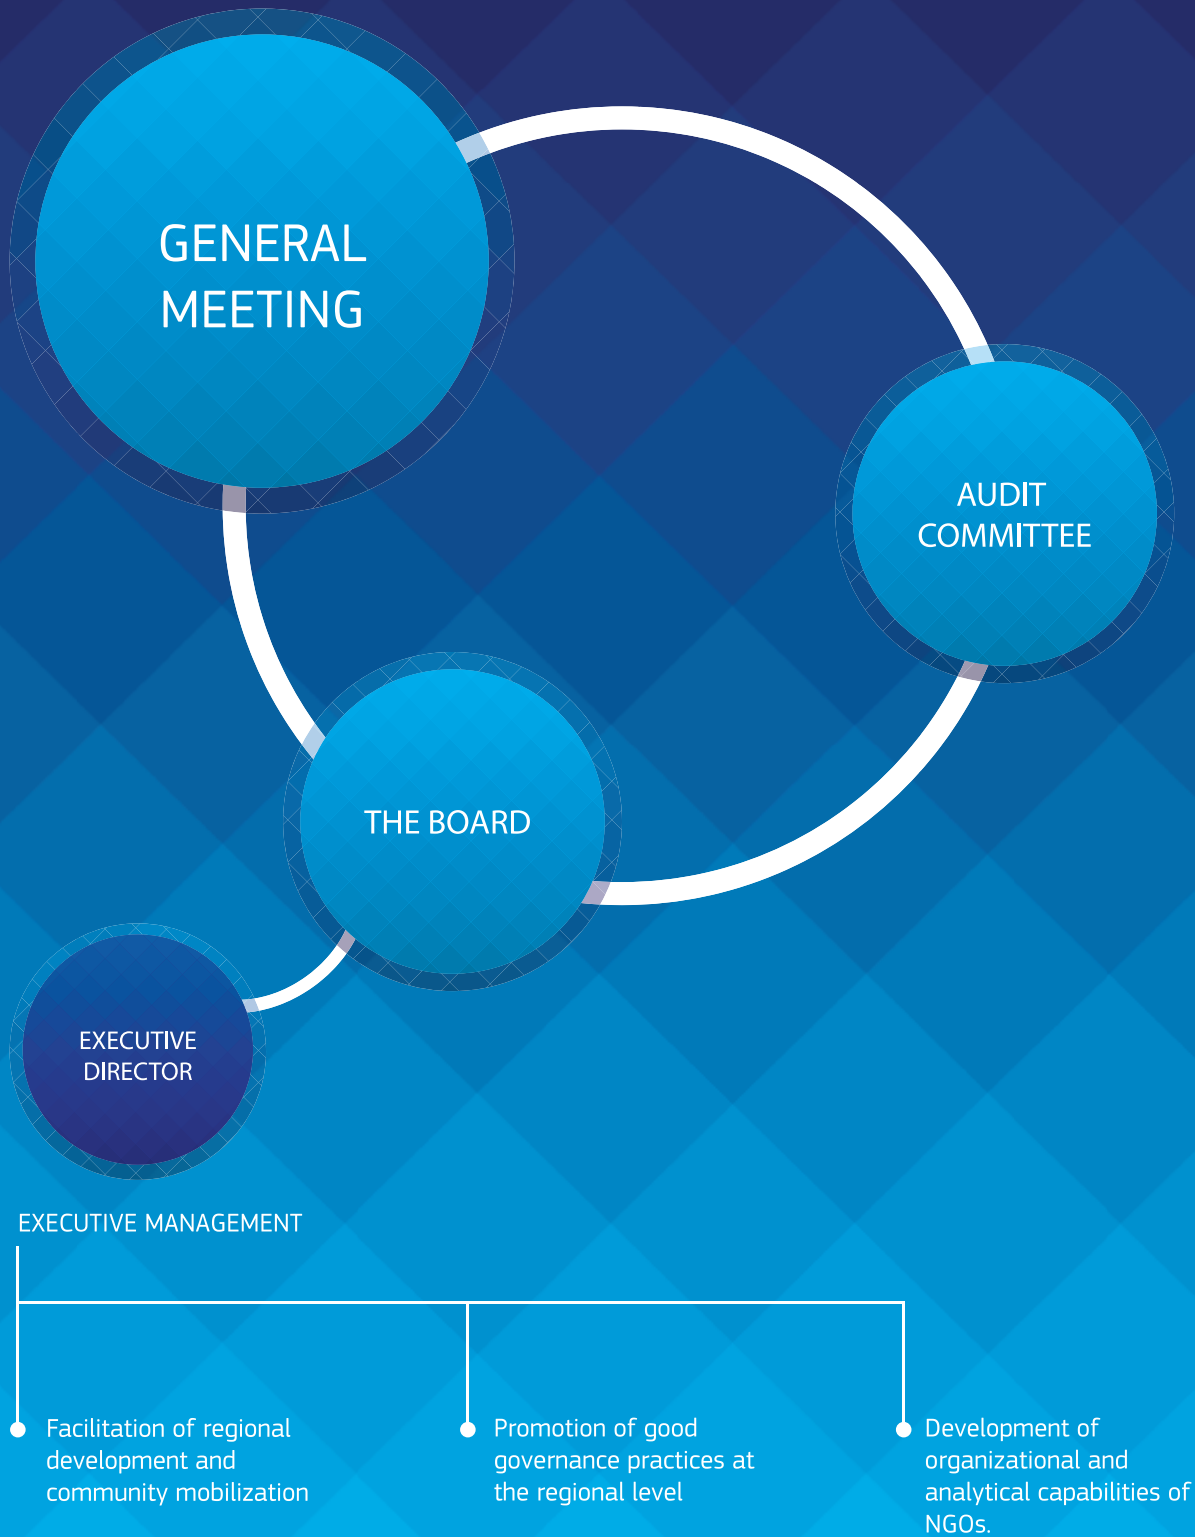 GENERAL
MEETING
AUDIT
COMMITTEE
THE BOARD
EXECUTIVE
DIRECTOR
EXECUTIVE MANAGEMENT
Facilitation of regional
development and
community mobilization
Promotion of good
governance practices at
the regional level
Development of
organizational and
analytical capabilities of
NGOs.